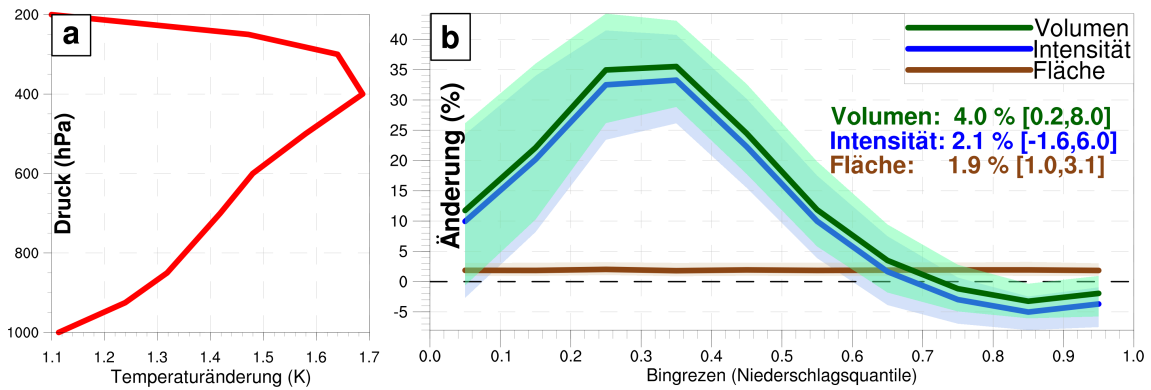 a
200
400
600
800
1000
Druck (hPa)
1.1 1.2 1.3 1.4 1.5 1.6 1.7
Temperaturänderung (K)
b
40
35
30
25
20
15
10
5
0
-5
Änderung (%)
Volumen
Intensität
Fläche
Volumen: 4.0 % [0.2,8.0]
Intensität: 2.1 % [-1.6,6.0]
Fläche: 1.9 % [1.0,3.1]
0.0 0.1 0.2 0.3 0.4 0.5 0.6 0.7 0.8 0.9 1.0
Bingrezen (Niederschlagsquantile)